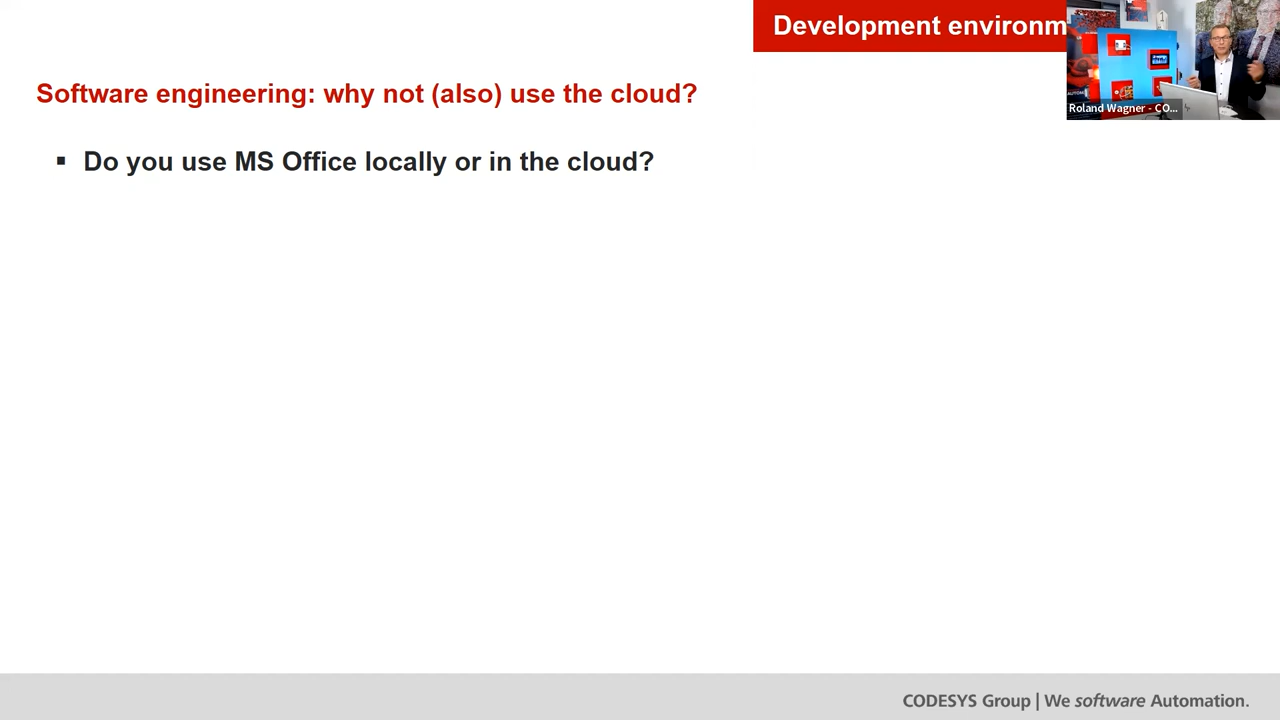 Development environm
Roland Wagner - CO...
Software engineering: why not (also) use the cloud?
▪ Do you use MS Office locally or in the cloud?
CODESYS Group | We software Automation.